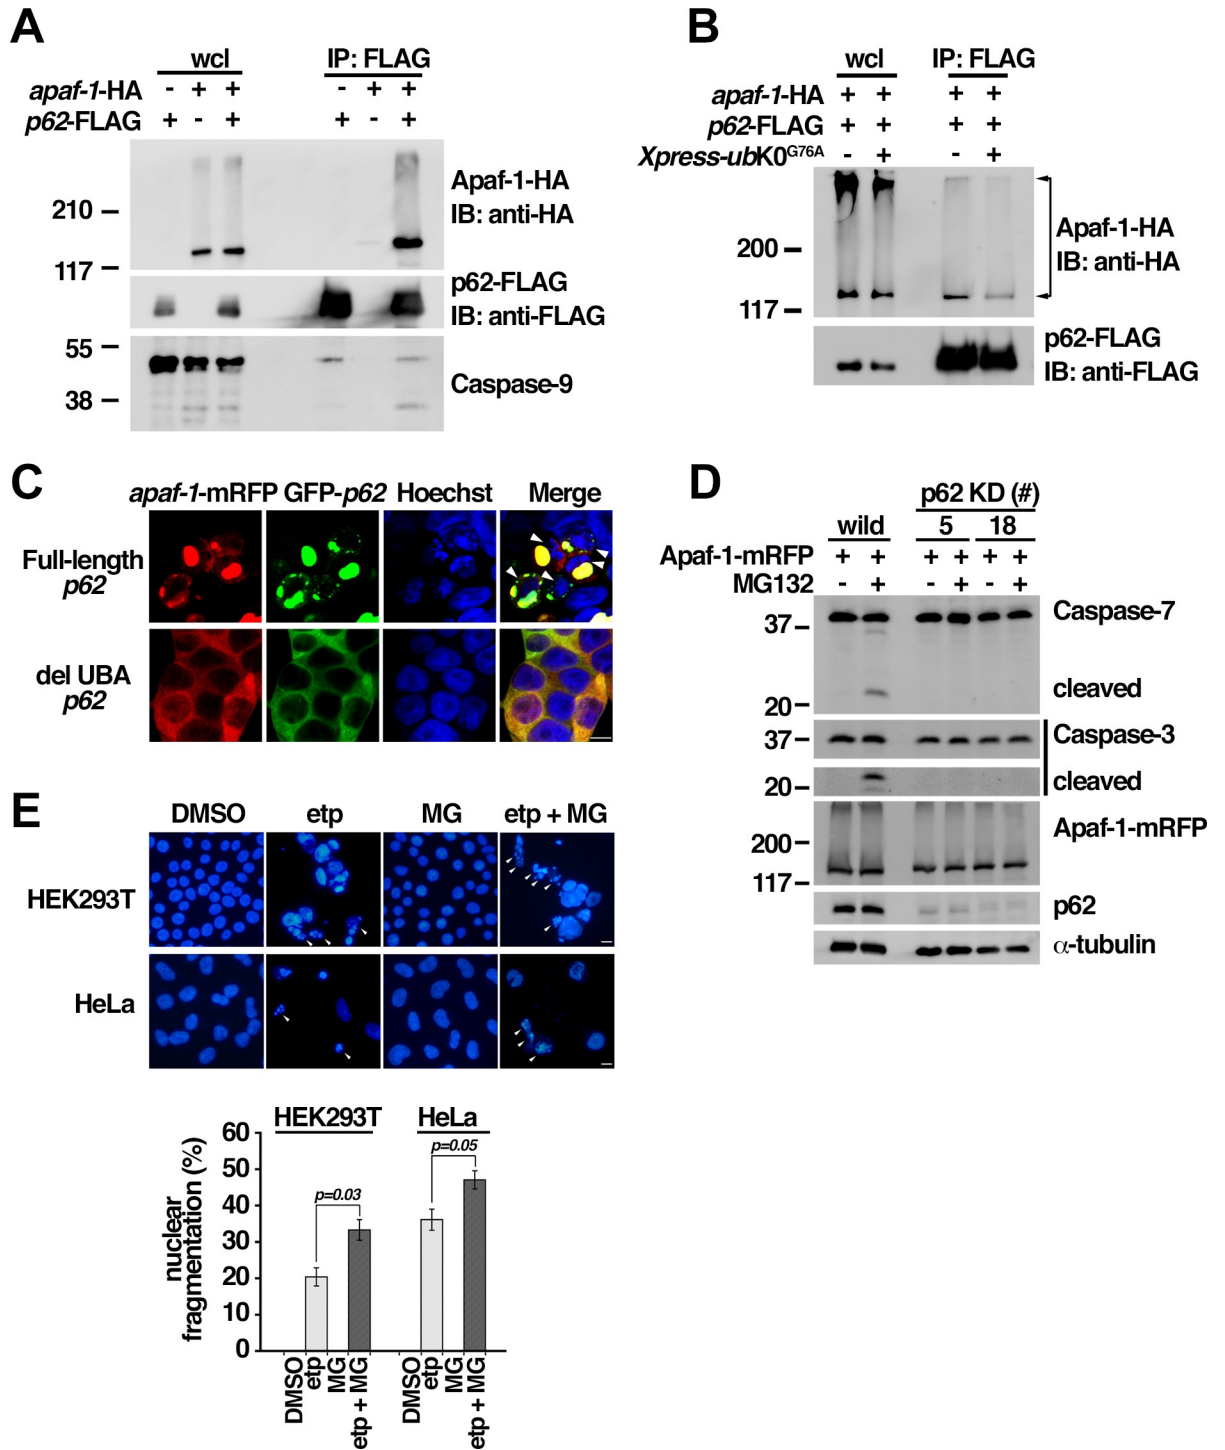 A
wcl IP: FLAG
apaf-1-HA - + + - + +
p62-FLAG + - + + - +
210
117
Apaf-1-HA
IB: anti-HA
p62-FLAG
IB: anti-FLAG
55
38
Caspase-9
B
wcl IP: FLAG
apaf-1-HA + + + +
p62-FLAG + + + +
Xpress-ubK0G76A - + - +
200
117
Apaf-1-HA
IB: anti-HA
p62-FLAG
IB: anti-FLAG
C
apaf-1-mRFP GFP-p62 Hoechst Merge
Full-length
p62
del UBA
p62
D
p62 KD (#)
wild 5 18
Apaf-1-mRFP + + + + + +
MG132 - + - + - +
37
Caspase-7
20
cleaved
37
Caspase-3
20
cleaved
Apaf-1-mRFP
200
117
p62
α-tubulin
E
DMSO etp MG etp + MG
HEK293T
HeLa
HEK293T HeLa
nuclear
fragmentation (%)
60
50
40
30
20
10
0
p=0.03
p=0.05
DMSO
etp
MG
etp + MG
DMSO
etp
MG
etp + MG